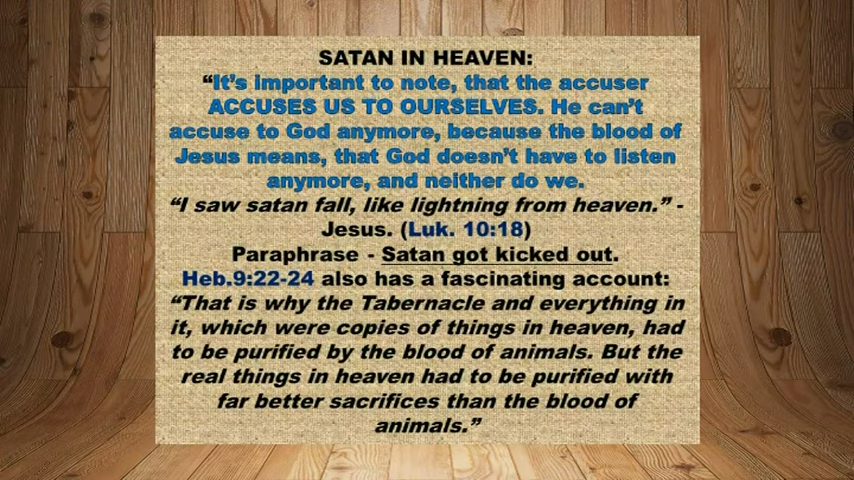 SATAN IN HEAVEN:
“It’s important to note, that the accuser
ACCUSES US TO OURSELVES. He can’t
accuse to God anymore, because the blood of
Jesus means, that God doesn’t have to listen
anymore, and neither do we.
“I saw satan fall, like lightning from heaven.” -
Jesus. (Luk. 10:18)
Paraphrase - Satan got kicked out.
Heb.9:22-24 also has a fascinating account:
“That is why the Tabernacle and everything in
it, which were copies of things in heaven, had
to be purified by the blood of animals. But the
real things in heaven had to be purified with
far better sacrifices than the blood of
animals.”